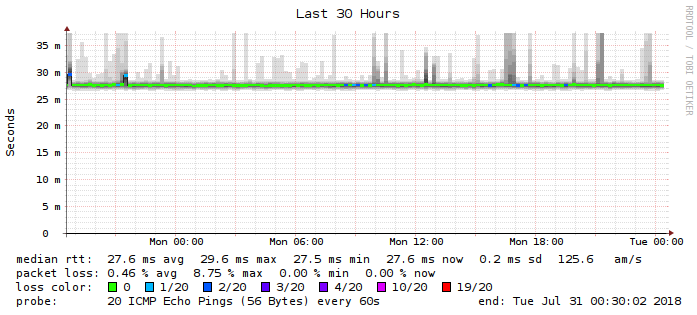 Last 30 Hours
RRDTOOL / TOBI OETIKER
Seconds
35 m
30 m
25 m
20 m
15 m
10 m
5 m
0
Mon 00:00 Mon 06:00 Mon 12:00 Mon 18:00 Tue 00:00
median rtt: 27.6 ms avg 29.6 ms max 27.5 ms min 27.6 ms now 0.2 ms sd 125.6 am/s
packet loss: 0.46 % avg 8.75 % max 0.00 % min 0.00 % now
loss color: 0 1/20 2/20 3/20 4/20 10/20 19/20
probe: 20 ICMP Echo Pings (56 Bytes) every 60s end: Tue Jul 31 00:30:02 2018